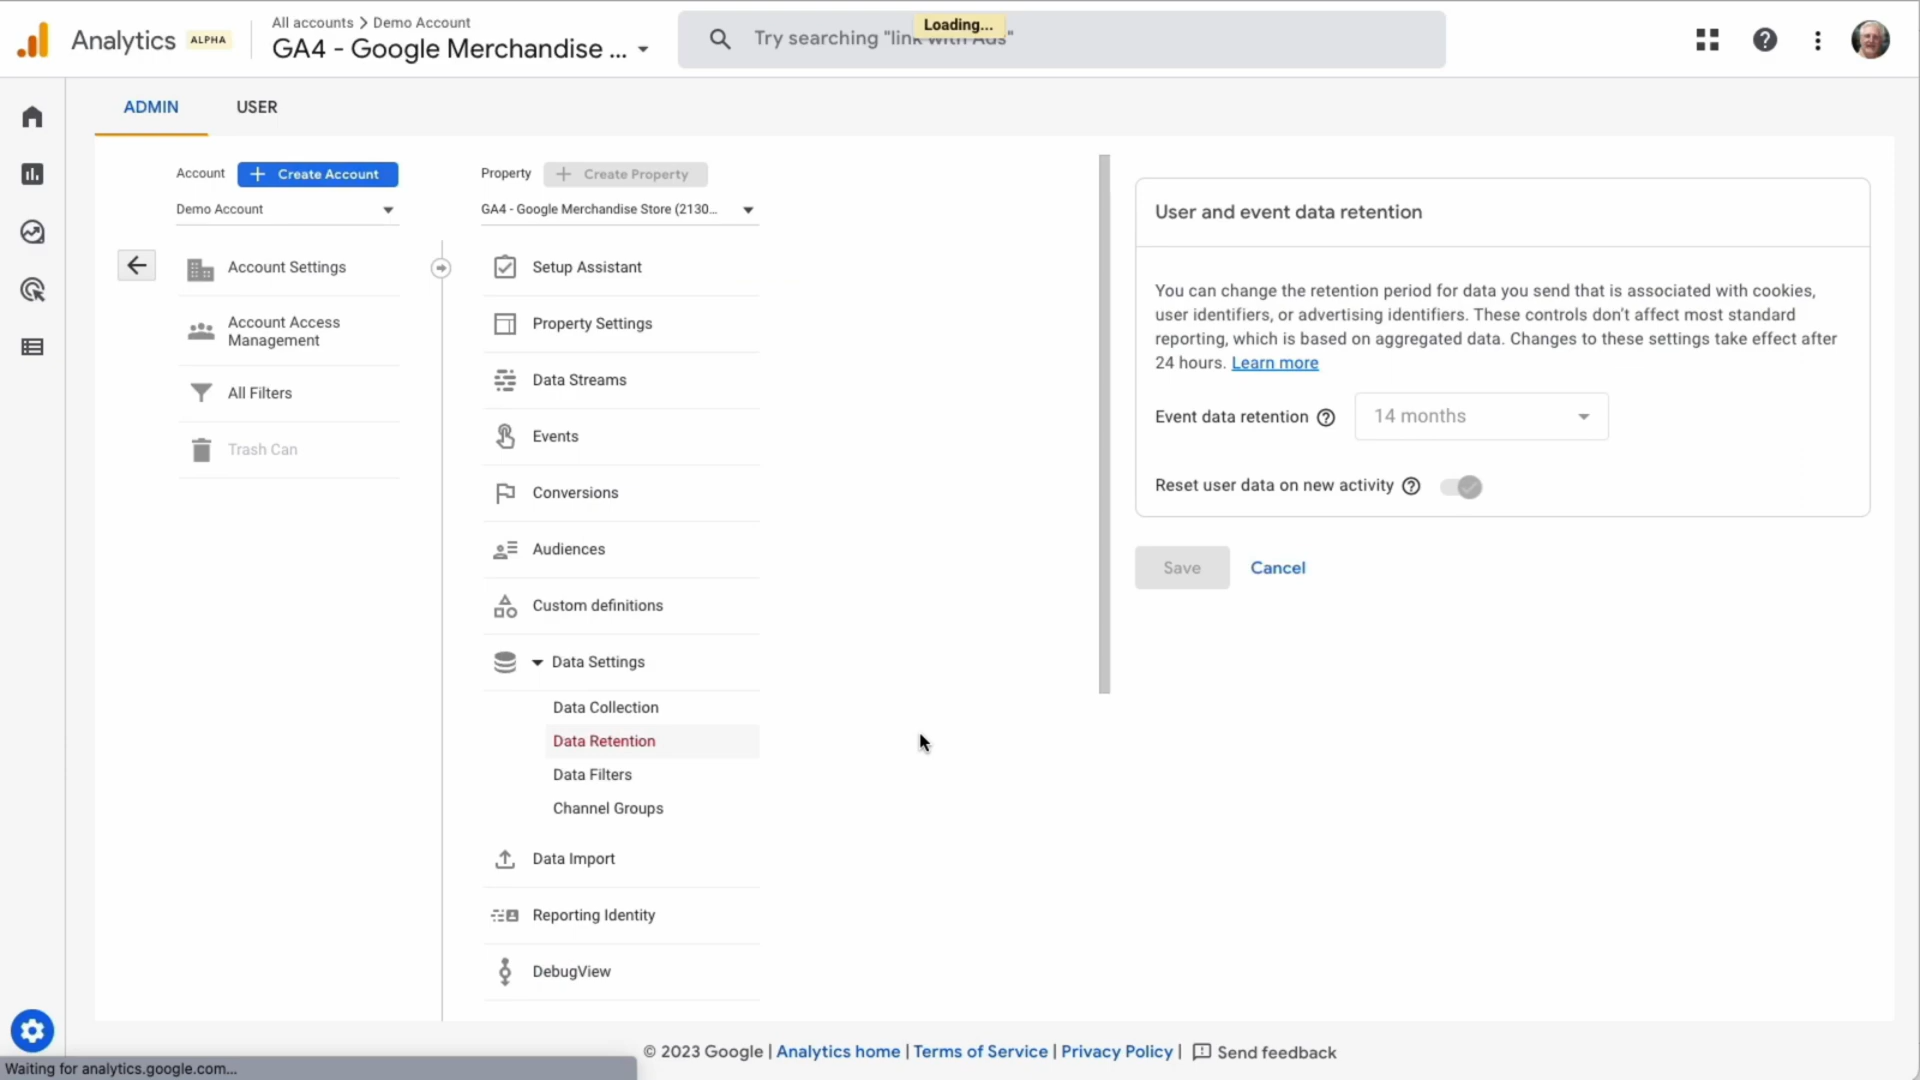 Analytics
ALPHA
All accounts > Demo Account
GA4 - Google Merchandise ...
Try searching "link with Ads"
Loading...
ADMIN
USER
Account
+ Create Account
Demo Account
Account Settings
Account Access
Management
All Filters
Trash Can
Property
+ Create Property
GA4 - Google Merchandise Store (2130...
Setup Assistant
Property Settings
Data Streams
Events
Conversions
Audiences
Custom definitions
Data Settings
Data Collection
Data Retention
Data Filters
Channel Groups
Data Import
Reporting Identity
DebugView
User and event data retention
You can change the retention period for data you send that is associated with cookies,
user identifiers, or advertising identifiers. These controls don't affect most standard
reporting, which is based on aggregated data. Changes to these settings take effect after
24 hours. Learn more
Event data retention
14 months
Reset user data on new activity
Save
Cancel
© 2023 Google | Analytics home | Terms of Service | Privacy Policy | Send feedback
Waiting for analytics.google.com...